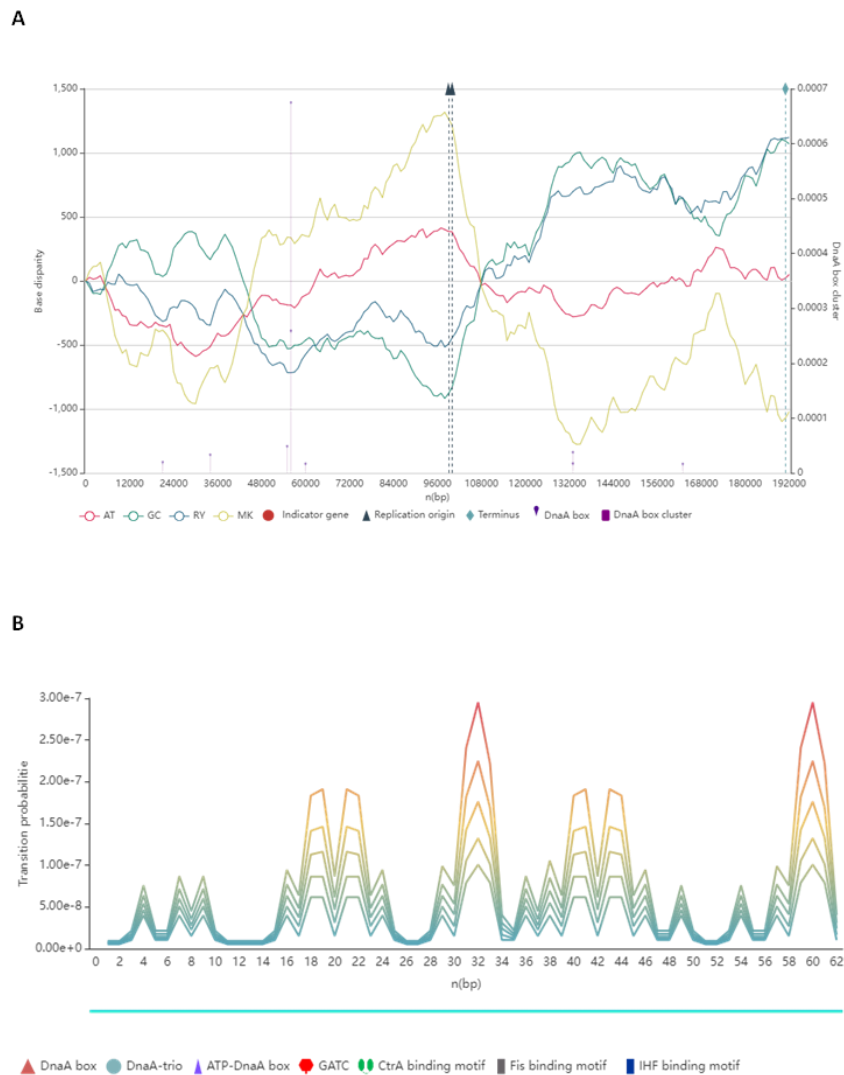 A
1,500
1,000
500
0
-500
-1,000
-1,500
Base disparity
0.0007
0.0006
0.0005
0.0004
0.0003
0.0002
0.0001
0
DnaA box cluster
0 12000 24000 36000 48000 60000 72000 84000 96000 108000 120000 132000 144000 156000 168000 180000 192000
n(bp)
AT GC RY MK Indicator gene Replication origin Terminus DnaA box DnaA box cluster
B
3.00e-7
2.50e-7
2.00e-7
1.50e-7
1.00e-7
5.00e-8
0.00e+0
Transition probabilitie
0 2 4 6 8 10 12 14 16 18 20 22 24 26 28 30 32 34 36 38 40 42 44 46 48 50 52 54 56 58 60 62
n(bp)
DnaA box DnaA-trio ATP-DnaA box GATC CtrA binding motif Fis binding motif IHF binding motif